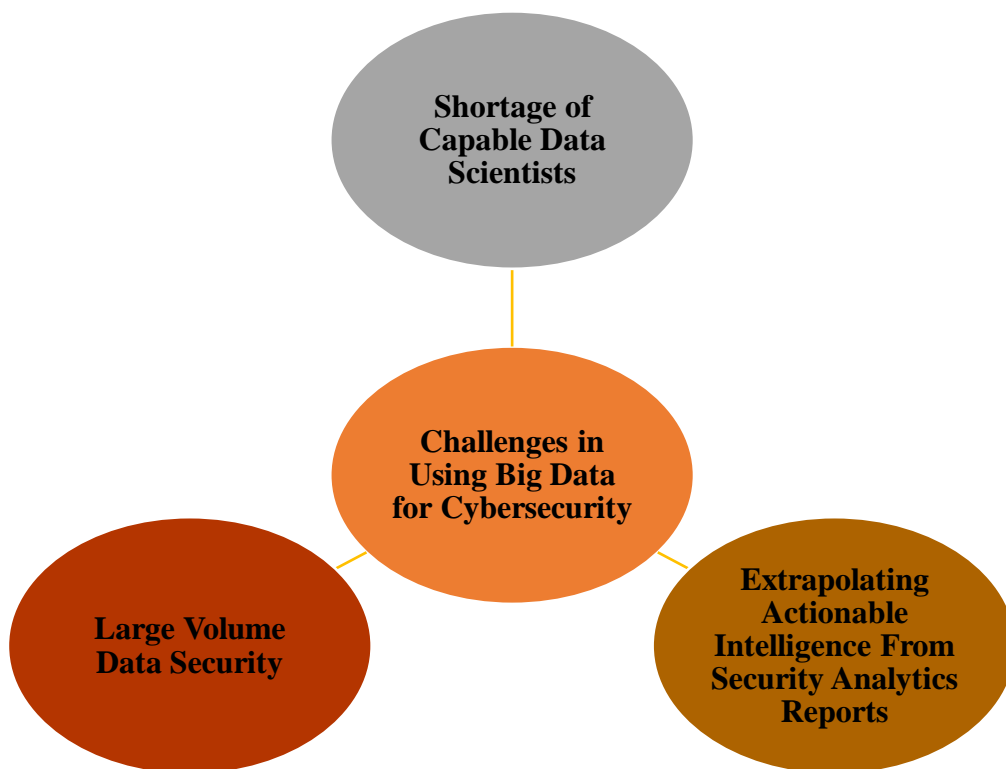 Shortage of
Capable Data
Scientists
Challenges in
Using Big Data
for Cybersecurity
Large Volume
Data Security
Extrapolating
Actionable
Intelligence From
Security Analytics
Reports